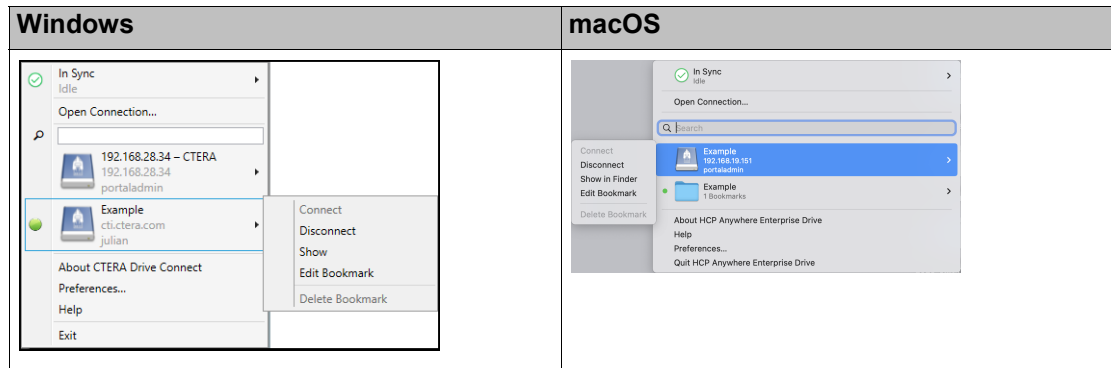 Windows
macOS
In Sync
Idle
Open Connection...
192.168.28.34 – CTERA
192.168.28.34
portaladmin
Example
cti.ctera.com
julian
About CTERA Drive Connect
Preferences...
Help
Exit
Connect
Disconnect
Show
Edit Bookmark
Delete Bookmark
In Sync
Idle
Open Connection...
Search
Example
192.168.19.151
portaladmin
Example
1 Bookmarks
About HCP Anywhere Enterprise Drive
Help
Preferences...
Quit HCP Anywhere Enterprise Drive
Connect
Disconnect
Show in Finder
Edit Bookmark
Delete Bookmark